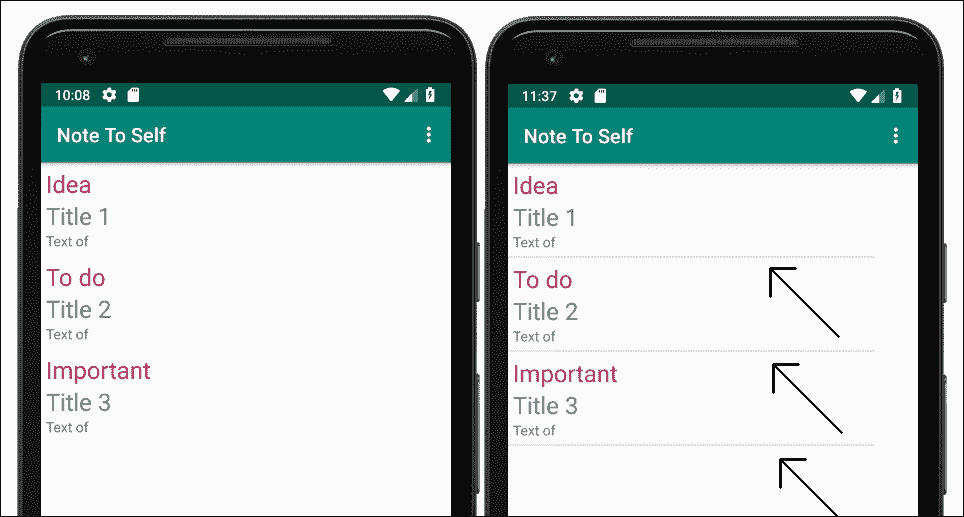 10:08
Note To Self
Idea
Title 1
Text of
To do
Title 2
Text of
Important
Title 3
Text of
11:37
Note To Self
Idea
Title 1
Text of
To do
Title 2
Text of
Important
Title 3
Text of